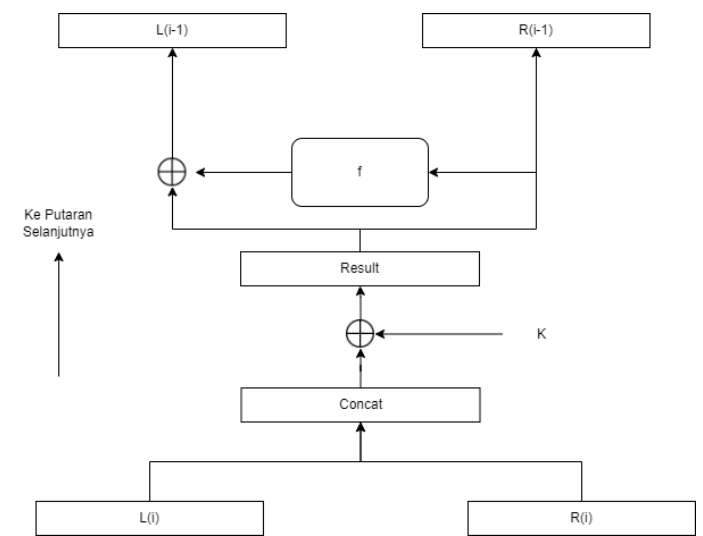 L(i-1)
R(i-1)
f
Ke Putaran
Selanjutnya
Result
K
Concat
L(i)
R(i)